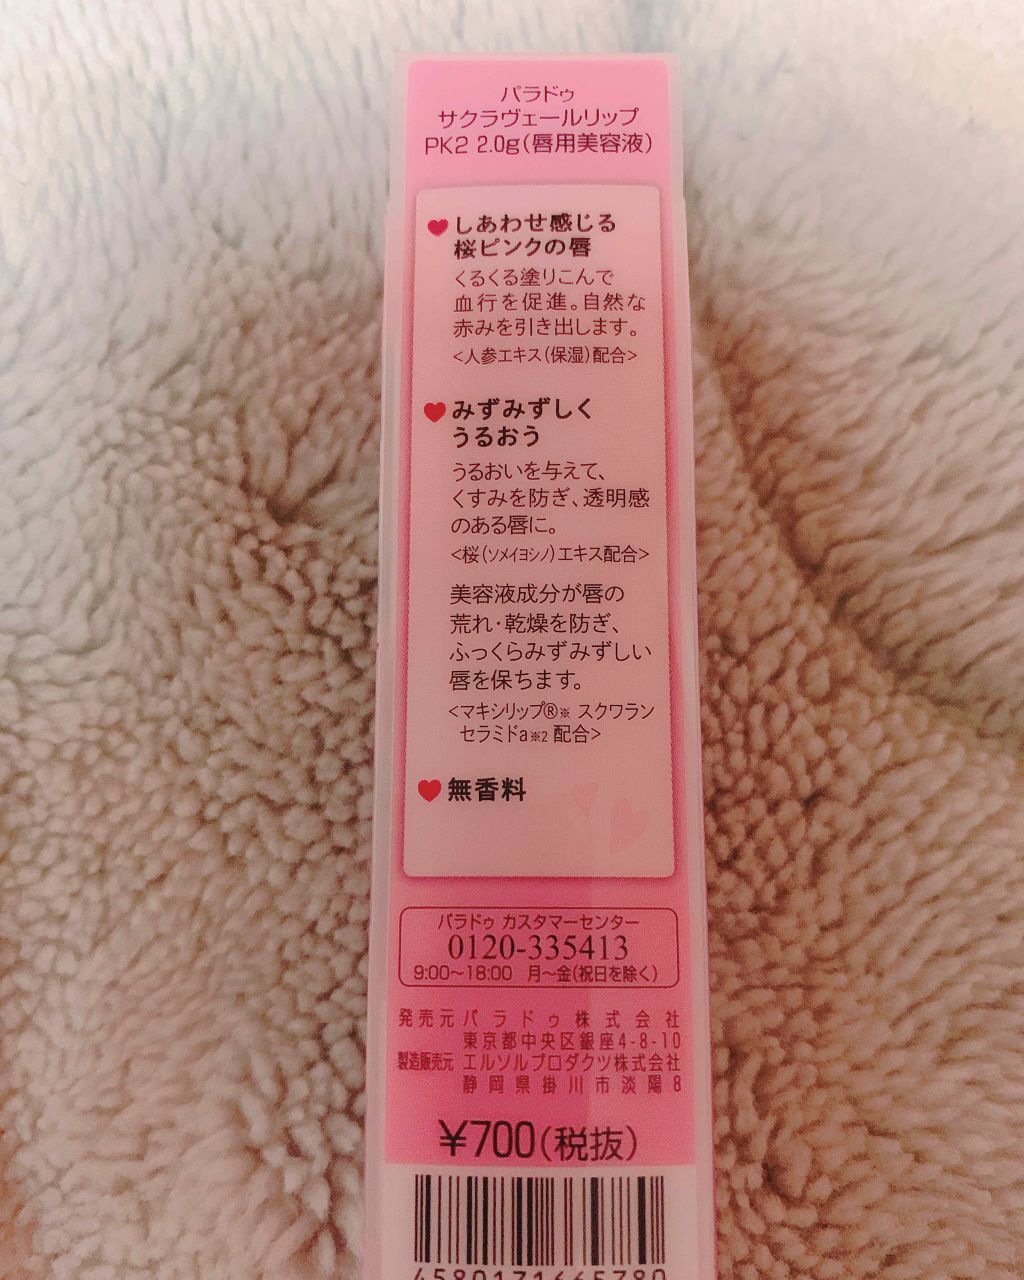 パラドゥ
サクラヴェールリップ
PK2 2.0g(唇用美容液)
しあわせ感じる
桜ピンクの唇
くるくる塗りこんで
血行を促進。自然な
赤みを引き出します。
<人参エキス(保湿)配合>
みずみずしく
うるおう
うるおいを与えて、
くすみを防ぎ、透明感
のある唇に。
<桜(ソメイヨシノ)エキス配合>
美容液成分が唇の
荒れ・乾燥を防ぎ、
ふっくらみずみずしい
唇を保ちます。
<マキシリップ®※ スクワラン
セラミドa※2 配合>
無香料
パラドゥ カスタマーセンター
0120-335413
9:00~18:00 月~金(祝日を除く)
発売元 パラドゥ株式会社
東京都中央区銀座4-8-10
製造販売元 エルソルプロダクツ株式会社
静岡県掛川市淡陽8
¥700(税抜)
4580171665780